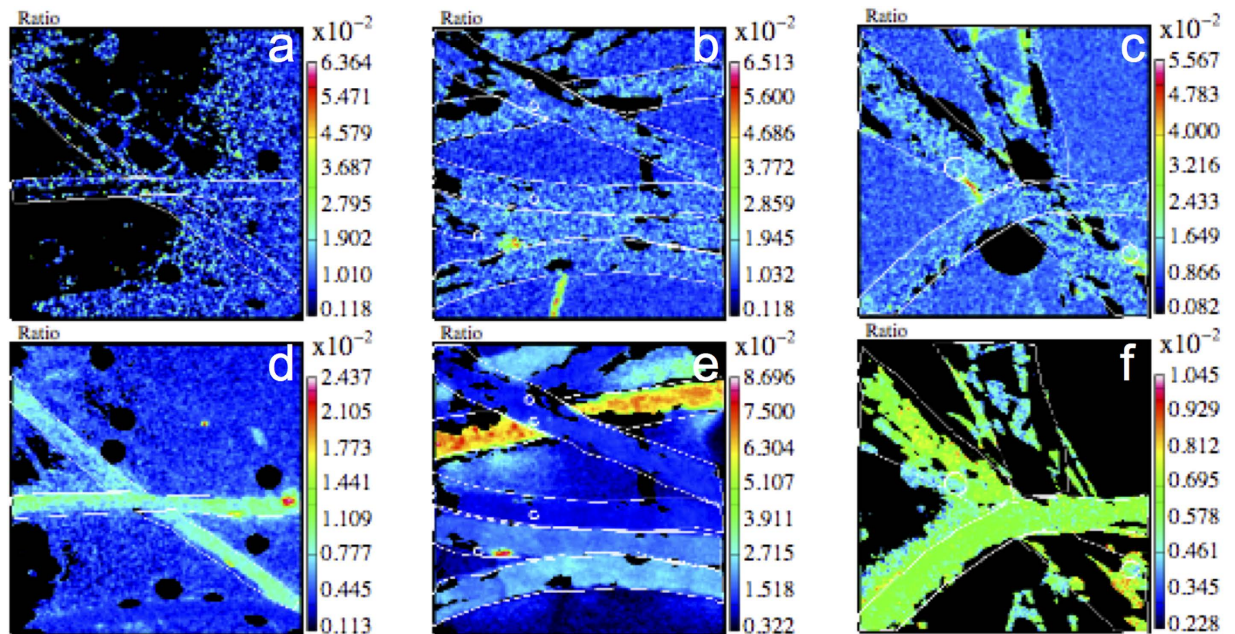 Ratio
a
x10⁻²
6.364
5.471
4.579
3.687
2.795
1.902
1.010
0.118
Ratio
b
x10⁻²
6.513
5.600
4.686
3.772
2.859
1.945
1.032
0.118
Ratio
c
x10⁻²
5.567
4.783
4.000
3.216
2.433
1.649
0.866
0.082
Ratio
d
x10⁻²
2.437
2.105
1.773
1.441
1.109
0.777
0.445
0.113
Ratio
e
x10⁻²
8.696
7.500
6.304
5.107
3.911
2.715
1.518
0.322
Ratio
f
x10⁻²
1.045
0.929
0.812
0.695
0.578
0.461
0.345
0.228